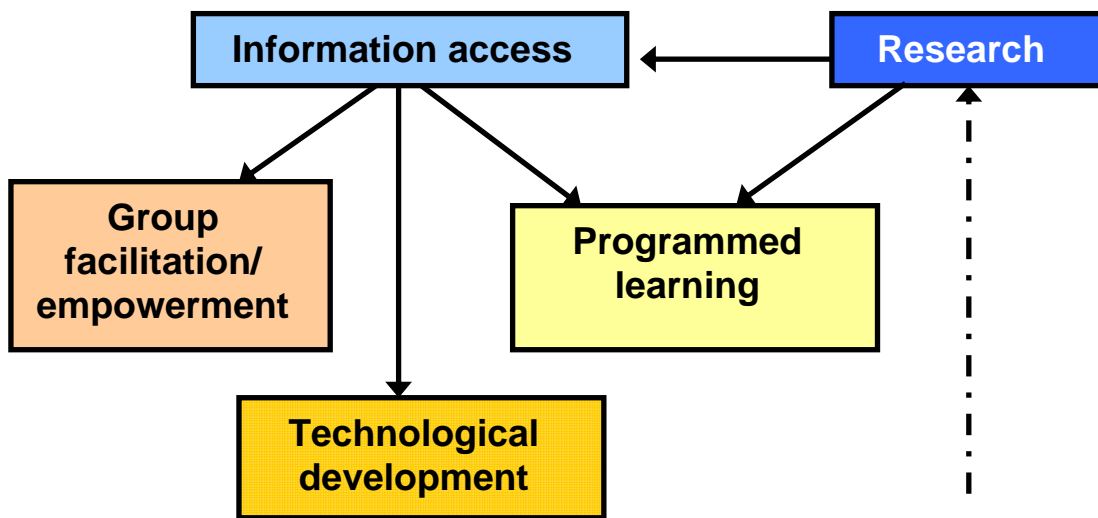 Information access
Research
Group
facilitation/
empowerment
Programmed
learning
Technological
development